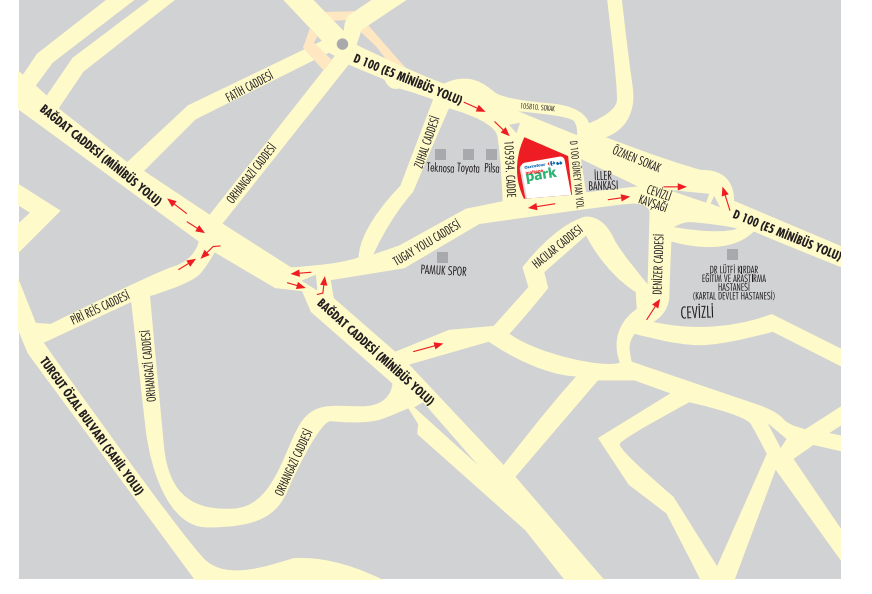 D 100 (E5 MİNİBÜS YOLU)
FATİH CADDESİ
105810. SOKAK
BAĞDAT CADDESİ (MİNİBÜS YOLU)
ORHANGAZİ CADDESİ
ZUHAL CADDESİ
Teknosa Toyota Pilsa
105934. CADDE
Carrefour
park
D 100 GÜNEY YAN YOL
İLLER
BANKASI
ÖZMEN SOKAK
CEVİZLİ
KAVŞAĞI
D 100 (E5 MİNİBÜS YOLU)
TUGAY YOLU CADDESİ
PAMUK SPOR
HACILAR CADDESİ
DENİZER CADDESİ
DR LÜTFİ KIRDAR
EĞİTİM VE ARAŞTIRMA
HASTANESİ
(KARTAL DEVLET HASTANESİ)
CEVİZLİ
PİRİ REİS CADDESİ
ORHANGAZİ CADDESİ
BAĞDAT CADDESİ (MİNİBÜS YOLU)
TURGUT ÖZAL BULVARI (SAHİL YOLU)
ORHANGAZİ CADDESİ